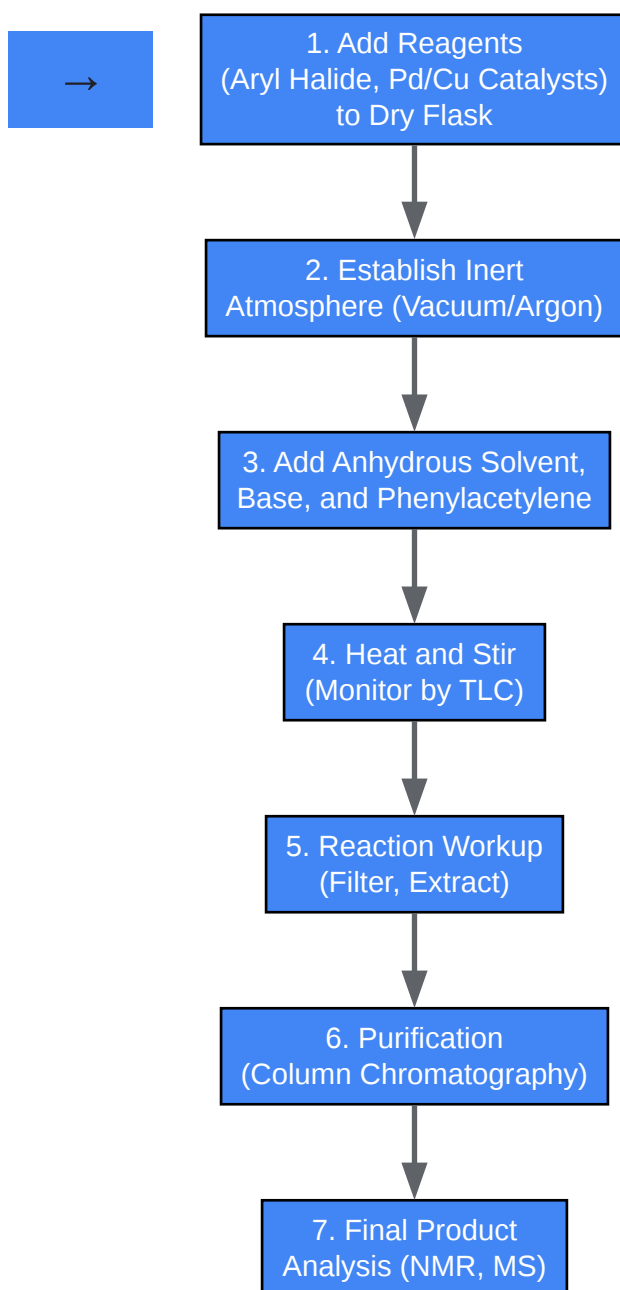 →
1. Add Reagents
(Aryl Halide, Pd/Cu Catalysts)
to Dry Flask
2. Establish Inert
Atmosphere (Vacuum/Argon)
3. Add Anhydrous Solvent,
Base, and Phenylacetylene
4. Heat and Stir
(Monitor by TLC)
5. Reaction Workup
(Filter, Extract)
6. Purification
(Column Chromatography)
7. Final Product
Analysis (NMR, MS)